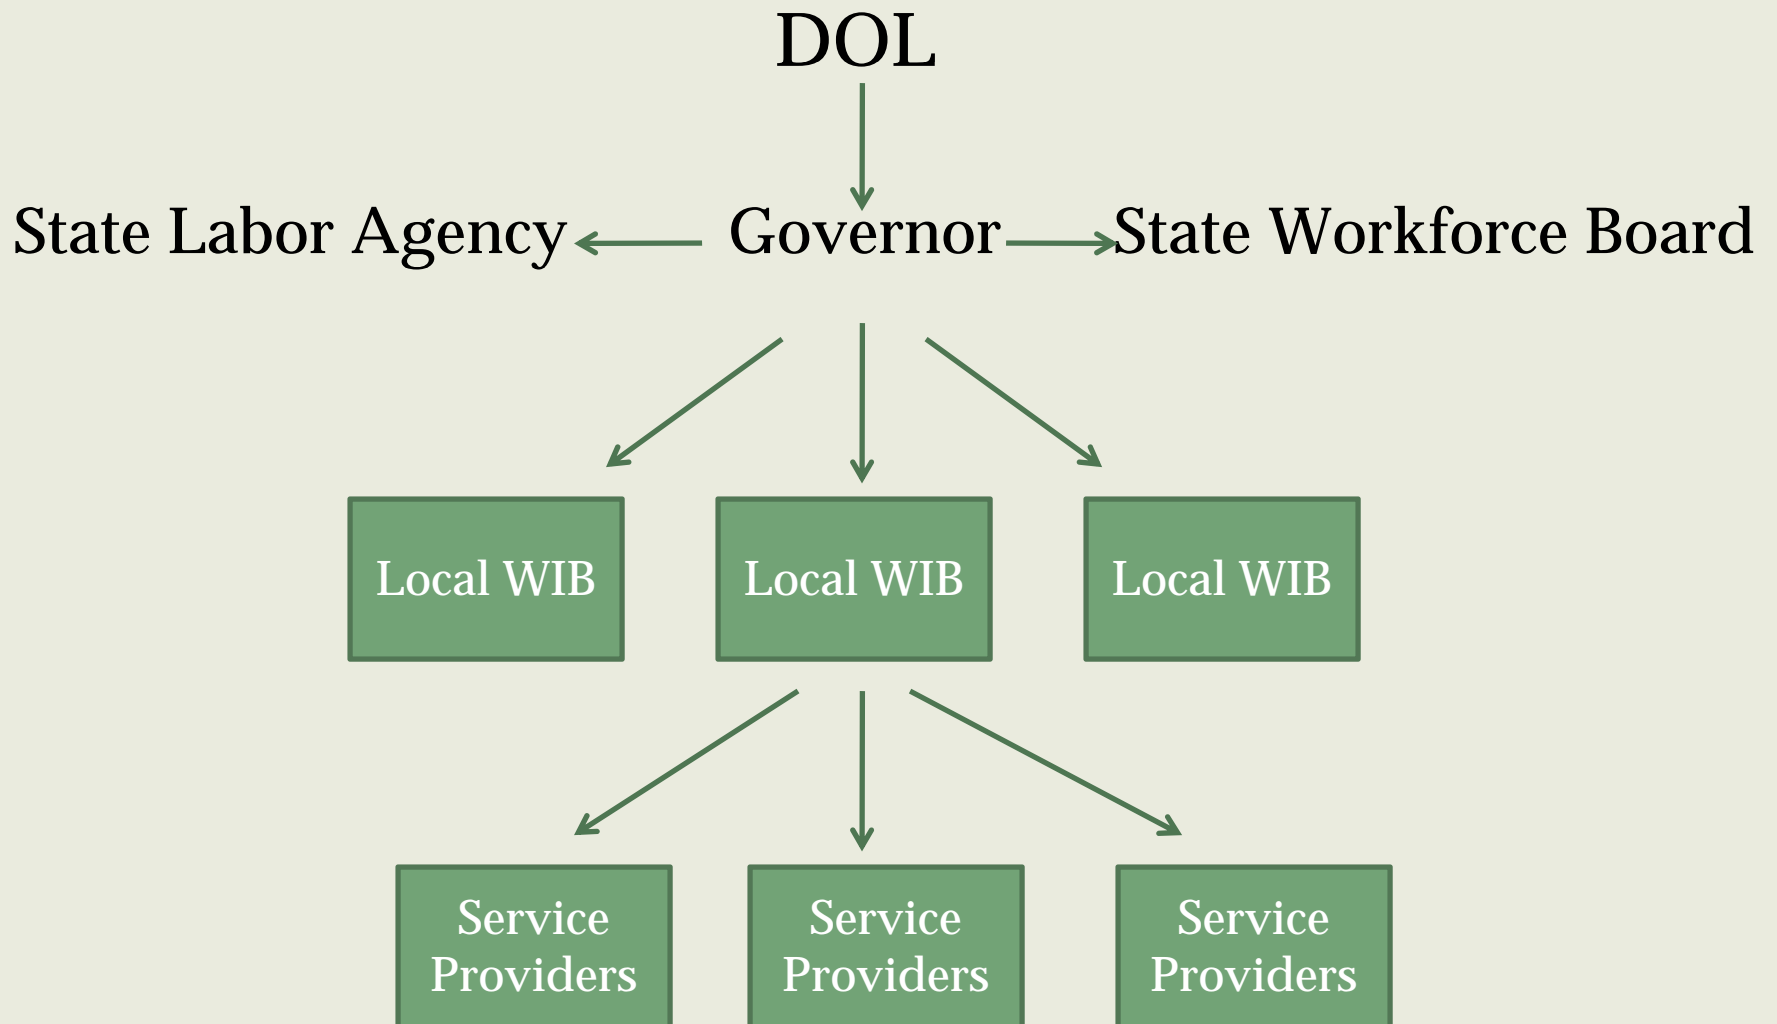 DOL
State Labor Agency
Governor
State Workforce Board
Local WIB
Local WIB
Local WIB
Service
Providers
Service
Providers
Service
Providers